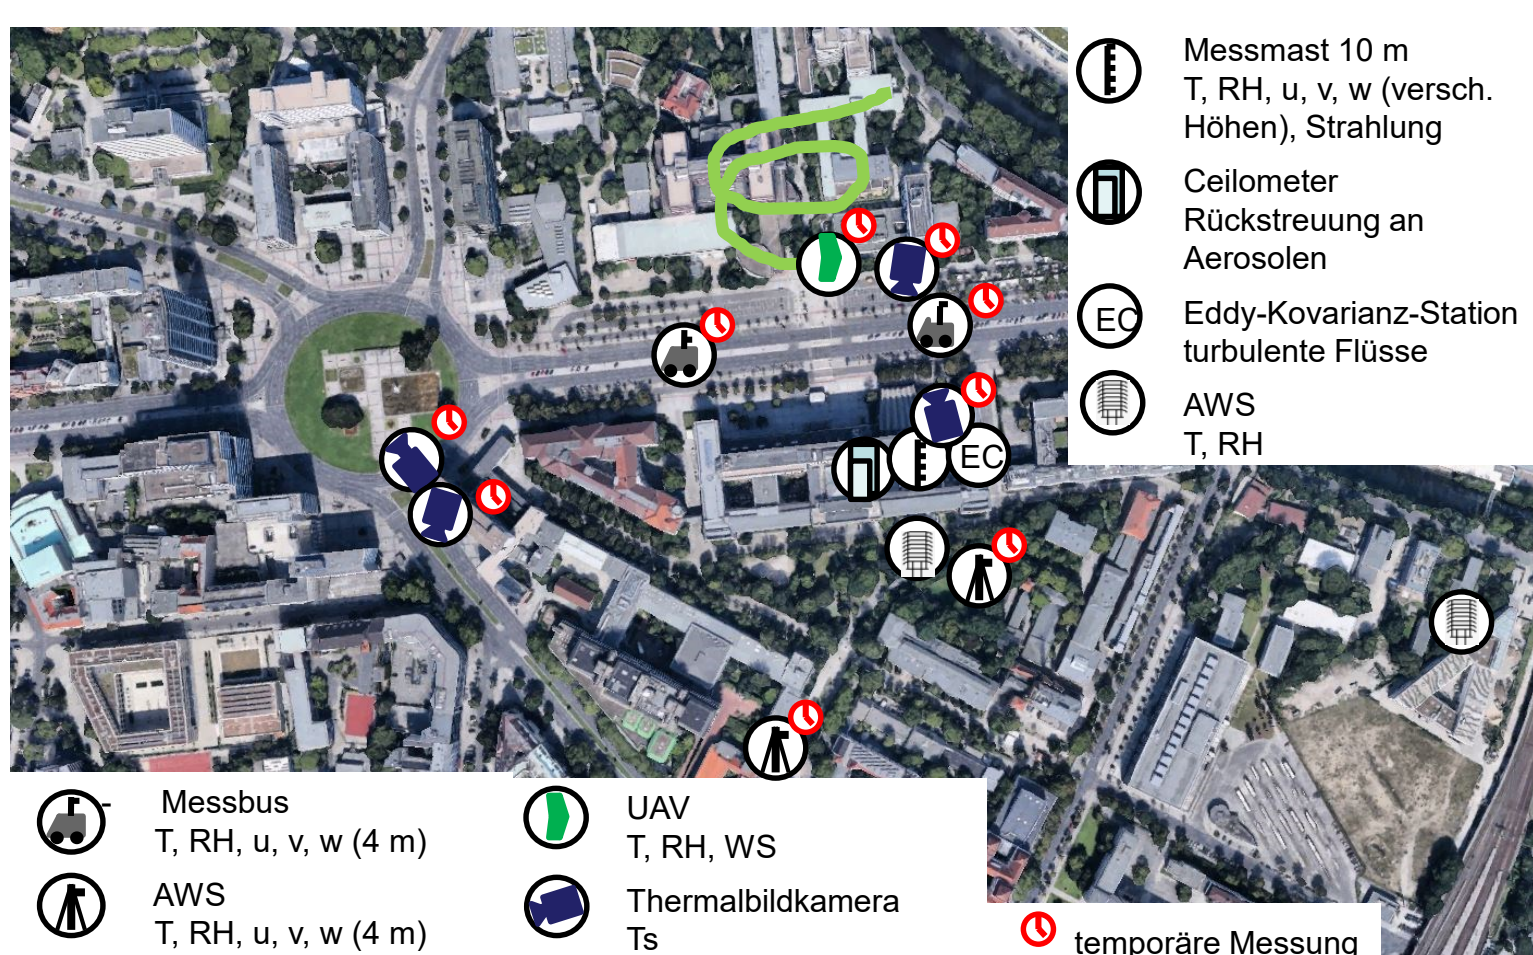 Messmast 10 m
T, RH, u, v, w (versch.
Höhen), Strahlung
Ceilometer
Rückstreuung an
Aerosolen
EC
Eddy-Kovarianz-Station
turbulente Flüsse
AWS
T, RH
EC
Messbus
T, RH, u, v, w (4 m)
AWS
T, RH, u, v, w (4 m)
UAV
T, RH, WS
Thermalbildkamera
Ts
temporäre Messung